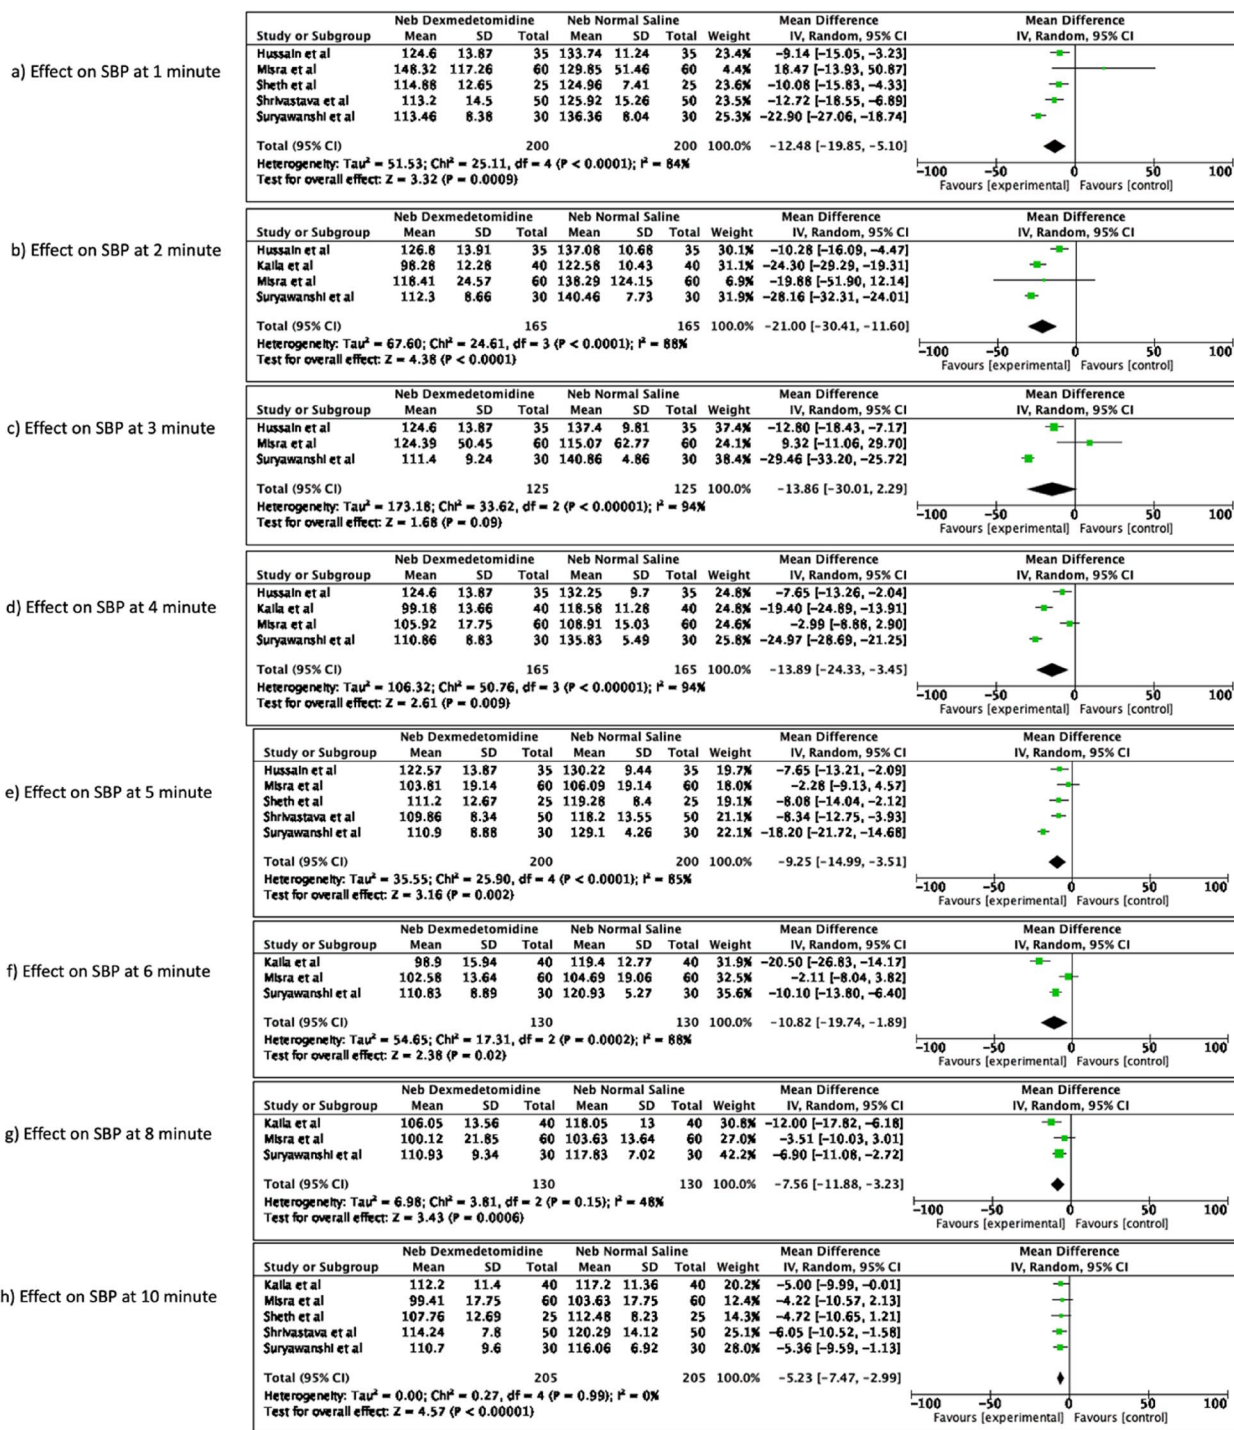 a) Effect on SBP at 1 minute
Neb Dexmedetomidine Neb Normal Saline Mean Difference Mean Difference
Study or Subgroup Mean SD Total Mean SD Total Weight IV, Random, 95% CI IV, Random, 95% CI
Hussain et al 124.6 13.87 35 133.74 11.24 35 23.4% -9.14 [-15.05, -3.23]
Misra et al 148.32 117.26 60 129.85 51.46 60 4.4% 18.47 [-13.93, 50.87]
Sheth et al 114.88 12.65 25 124.96 7.41 25 23.6% -10.08 [-15.83, -4.33]
Shrivastava et al 113.2 14.5 50 125.92 15.26 50 23.5% -12.72 [-18.55, -6.89]
Suryawanshi et al 113.46 8.38 30 136.36 8.04 30 25.3% -22.90 [-27.06, -18.74]
Total (95% CI) 200 200 100.0% -12.48 [-19.85, -5.10]
Heterogeneity: Tau² = 51.53; Chi² = 25.11, df = 4 (P < 0.0001); I² = 84%
Test for overall effect: Z = 3.32 (P = 0.0009)
-100 -50 0 50 100
Favours [experimental] Favours [control]
b) Effect on SBP at 2 minute
Neb Dexmedetomidine Neb Normal Saline Mean Difference Mean Difference
Study or Subgroup Mean SD Total Mean SD Total Weight IV, Random, 95% CI IV, Random, 95% CI
Hussain et al 126.8 13.91 35 137.08 10.68 35 30.1% -10.28 [-16.09, -4.47]
Kaila et al 98.28 12.28 40 122.58 10.43 40 31.1% -24.30 [-29.29, -19.31]
Misra et al 118.41 24.57 60 138.29 124.15 60 6.9% -19.88 [-51.90, 12.14]
Suryawanshi et al 112.3 8.66 30 140.46 7.73 30 31.9% -28.16 [-32.31, -24.01]
Total (95% CI) 165 165 100.0% -21.00 [-30.41, -11.60]
Heterogeneity: Tau² = 67.60; Chi² = 24.61, df = 3 (P < 0.0001); I² = 88%
Test for overall effect: Z = 4.38 (P < 0.0001)
-100 -50 0 50 100
Favours [experimental] Favours [control]
c) Effect on SBP at 3 minute
Neb Dexmedetomidine Neb Normal Saline Mean Difference Mean Difference
Study or Subgroup Mean SD Total Mean SD Total Weight IV, Random, 95% CI IV, Random, 95% CI
Hussain et al 124.6 13.87 35 137.4 9.81 35 37.4% -12.80 [-18.43, -7.17]
Misra et al 124.39 50.45 60 115.07 62.77 60 24.1% 9.32 [-11.06, 29.70]
Suryawanshi et al 111.4 9.24 30 140.86 4.86 30 38.4% -29.46 [-33.20, -25.72]
Total (95% CI) 125 125 100.0% -13.86 [-30.01, 2.29]
Heterogeneity: Tau² = 173.18; Chi² = 33.62, df = 2 (P < 0.00001); I² = 94%
Test for overall effect: Z = 1.68 (P = 0.09)
-100 -50 0 50 100
Favours [experimental] Favours [control]
d) Effect on SBP at 4 minute
Neb Dexmedetomidine Neb Normal Saline Mean Difference Mean Difference
Study or Subgroup Mean SD Total Mean SD Total Weight IV, Random, 95% CI IV, Random, 95% CI
Hussain et al 124.6 13.87 35 132.25 9.7 35 24.8% -7.65 [-13.26, -2.04]
Kaila et al 99.18 13.66 40 118.58 11.28 40 24.8% -19.40 [-24.89, -13.91]
Misra et al 105.92 17.75 60 108.91 15.03 60 24.6% -2.99 [-8.88, 2.90]
Suryawanshi et al 110.86 8.83 30 135.83 5.49 30 25.8% -24.97 [-28.69, -21.25]
Total (95% CI) 165 165 100.0% -13.89 [-24.33, -3.45]
Heterogeneity: Tau² = 106.32; Chi² = 50.76, df = 3 (P < 0.00001); I² = 94%
Test for overall effect: Z = 2.61 (P = 0.009)
-100 -50 0 50 100
Favours [experimental] Favours [control]
e) Effect on SBP at 5 minute
Neb Dexmedetomidine Neb Normal Saline Mean Difference Mean Difference
Study or Subgroup Mean SD Total Mean SD Total Weight IV, Random, 95% CI IV, Random, 95% CI
Hussain et al 122.57 13.87 35 130.22 9.44 35 19.7% -7.65 [-13.21, -2.09]
Misra et al 103.81 19.14 60 106.09 19.14 60 18.0% -2.28 [-9.13, 4.57]
Sheth et al 111.2 12.67 25 119.28 8.4 25 19.1% -8.08 [-14.04, -2.12]
Shrivastava et al 109.86 8.34 50 118.2 13.55 50 21.1% -8.34 [-12.75, -3.93]
Suryawanshi et al 110.9 8.88 30 129.1 4.26 30 22.1% -18.20 [-21.72, -14.68]
Total (95% CI) 200 200 100.0% -9.25 [-14.99, -3.51]
Heterogeneity: Tau² = 35.55; Chi² = 25.90, df = 4 (P < 0.0001); I² = 85%
Test for overall effect: Z = 3.16 (P = 0.002)
-100 -50 0 50 100
Favours [experimental] Favours [control]
f) Effect on SBP at 6 minute
Neb Dexmedetomidine Neb Normal Saline Mean Difference Mean Difference
Study or Subgroup Mean SD Total Mean SD Total Weight IV, Random, 95% CI IV, Random, 95% CI
Kaila et al 98.9 15.94 40 119.4 12.77 40 31.9% -20.50 [-26.83, -14.17]
Misra et al 102.58 13.64 60 104.69 19.06 60 32.5% -2.11 [-8.04, 3.82]
Suryawanshi et al 110.83 8.89 30 120.93 5.27 30 35.6% -10.10 [-13.80, -6.40]
Total (95% CI) 130 130 100.0% -10.82 [-19.74, -1.89]
Heterogeneity: Tau² = 54.65; Chi² = 17.31, df = 2 (P = 0.0002); I² = 88%
Test for overall effect: Z = 2.38 (P = 0.02)
-100 -50 0 50 100
Favours [experimental] Favours [control]
g) Effect on SBP at 8 minute
Neb Dexmedetomidine Neb Normal Saline Mean Difference Mean Difference
Study or Subgroup Mean SD Total Mean SD Total Weight IV, Random, 95% CI IV, Random, 95% CI
Kaila et al 106.05 13.56 40 118.05 13 40 30.8% -12.00 [-17.82, -6.18]
Misra et al 100.12 21.85 60 103.63 13.64 60 27.0% -3.51 [-10.03, 3.01]
Suryawanshi et al 110.93 9.34 30 117.83 7.02 30 42.2% -6.90 [-11.08, -2.72]
Total (95% CI) 130 130 100.0% -7.56 [-11.88, -3.23]
Heterogeneity: Tau² = 6.98; Chi² = 3.81, df = 2 (P = 0.15); I² = 48%
Test for overall effect: Z = 3.43 (P = 0.0006)
-100 -50 0 50 100
Favours [experimental] Favours [control]
h) Effect on SBP at 10 minute
Neb Dexmedetomidine Neb Normal Saline Mean Difference Mean Difference
Study or Subgroup Mean SD Total Mean SD Total Weight IV, Random, 95% CI IV, Random, 95% CI
Kaila et al 112.2 11.4 40 117.2 11.36 40 20.2% -5.00 [-9.99, -0.01]
Misra et al 99.41 17.75 60 103.63 17.75 60 12.4% -4.22 [-10.57, 2.13]
Sheth et al 107.76 12.69 25 112.48 8.23 25 14.3% -4.72 [-10.65, 1.21]
Shrivastava et al 114.24 7.8 50 120.29 14.12 50 25.1% -6.05 [-10.52, -1.58]
Suryawanshi et al 110.7 9.6 30 116.06 6.92 30 28.0% -5.36 [-9.59, -1.13]
Total (95% CI) 205 205 100.0% -5.23 [-7.47, -2.99]
Heterogeneity: Tau² = 0.00; Chi² = 0.27, df = 4 (P = 0.99); I² = 0%
Test for overall effect: Z = 4.57 (P < 0.00001)
-100 -50 0 50 100
Favours [experimental] Favours [control]